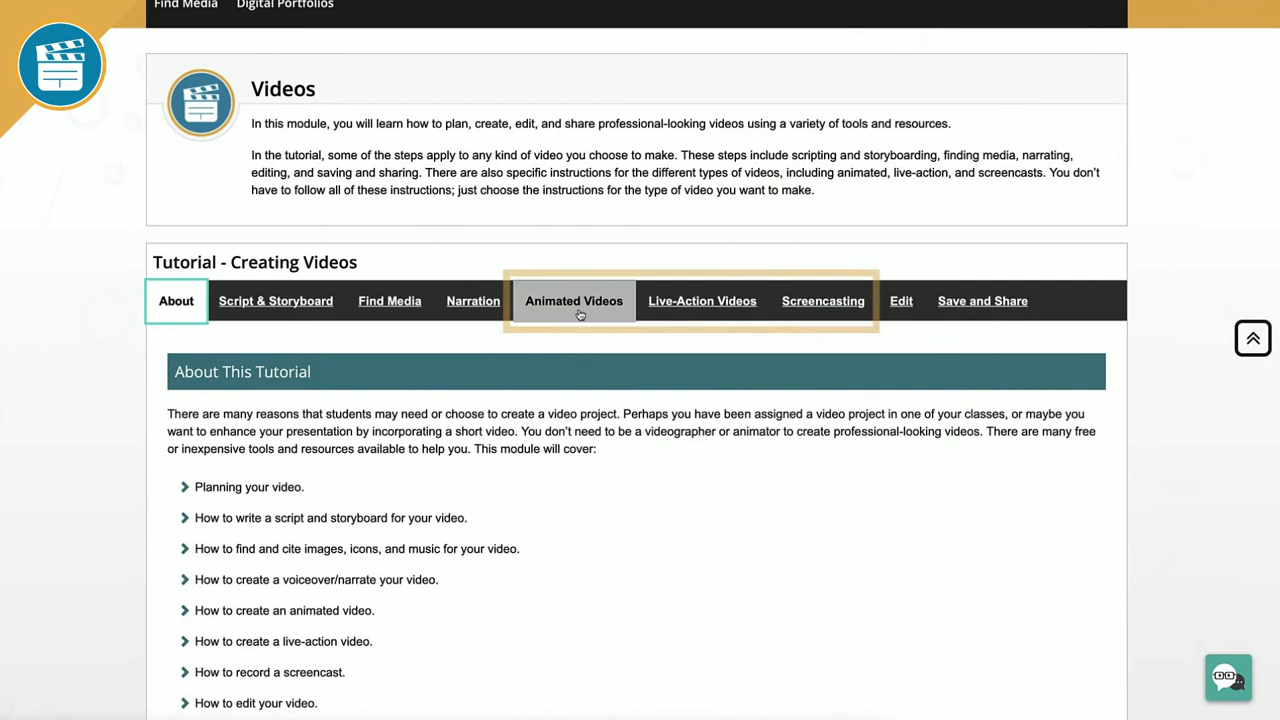 Find Media Digital Portfolios
Videos
In this module, you will learn how to plan, create, edit, and share professional-looking videos using a variety of tools and resources.
In the tutorial, some of the steps apply to any kind of video you choose to make. These steps include scripting and storyboarding, finding media, narrating,
editing, and saving and sharing. There are also specific instructions for the different types of videos, including animated, live-action, and screencasts. You don't
have to follow all of these instructions; just choose the instructions for the type of video you want to make.
Tutorial - Creating Videos
About Script & Storyboard Find Media Narration Animated Videos Live-Action Videos Screencasting Edit Save and Share
About This Tutorial
There are many reasons that students may need or choose to create a video project. Perhaps you have been assigned a video project in one of your classes, or maybe you
want to enhance your presentation by incorporating a short video. You don't need to be a videographer or animator to create professional-looking videos. There are many free
or inexpensive tools and resources available to help you. This module will cover:
Planning your video.
How to write a script and storyboard for your video.
How to find and cite images, icons, and music for your video.
How to create a voiceover/narrate your video.
How to create an animated video.
How to create a live-action video.
How to record a screencast.
How to edit your video.